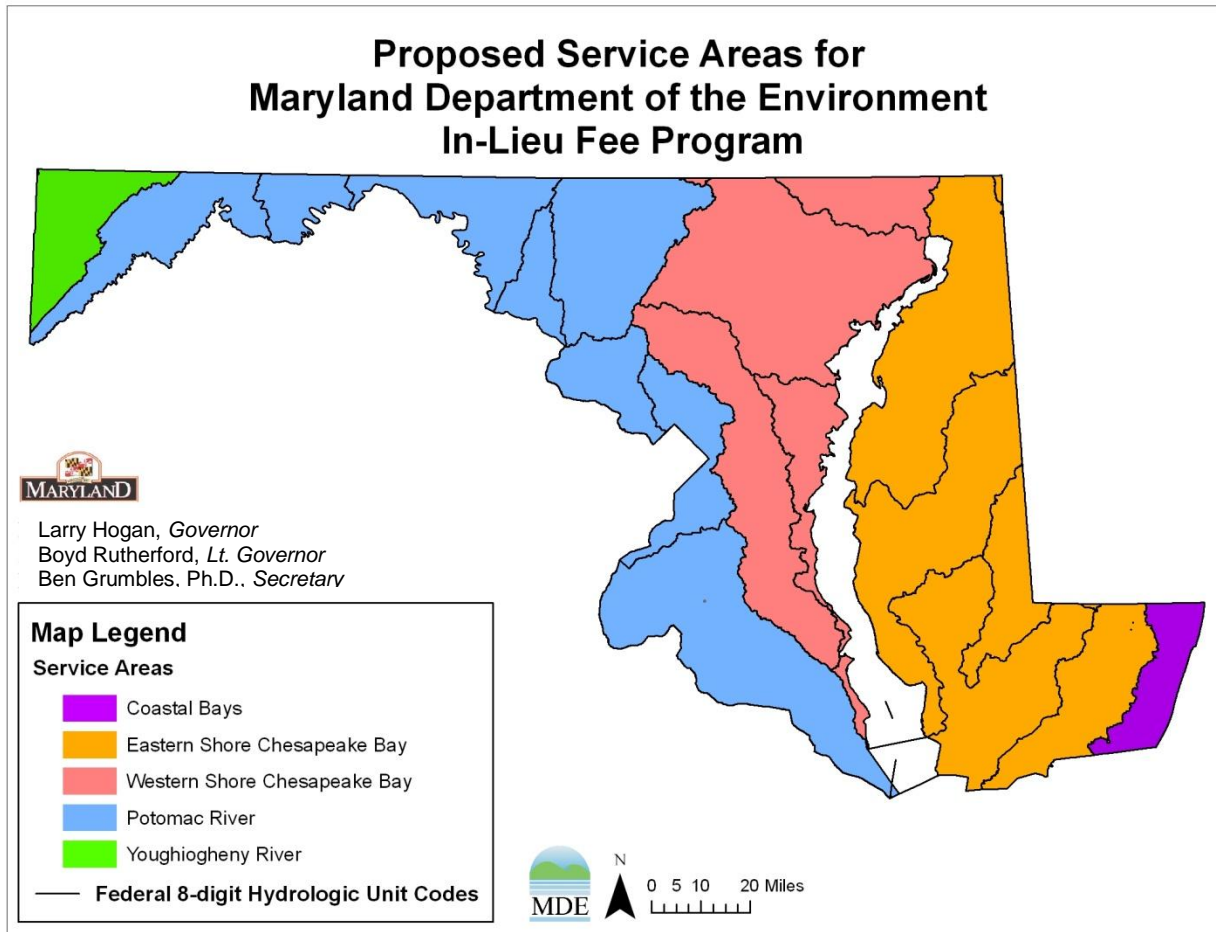 Proposed Service Areas for
Maryland Department of the Environment
In-Lieu Fee Program
MARYLAND
Larry Hogan, Governor
Boyd Rutherford, Lt. Governor
Ben Grumbles, Ph.D., Secretary
Map Legend
Service Areas
Coastal Bays
Eastern Shore Chesapeake Bay
Western Shore Chesapeake Bay
Potomac River
Youghiogheny River
Federal 8-digit Hydrologic Unit Codes
MDE
N
0 5 10 20 Miles